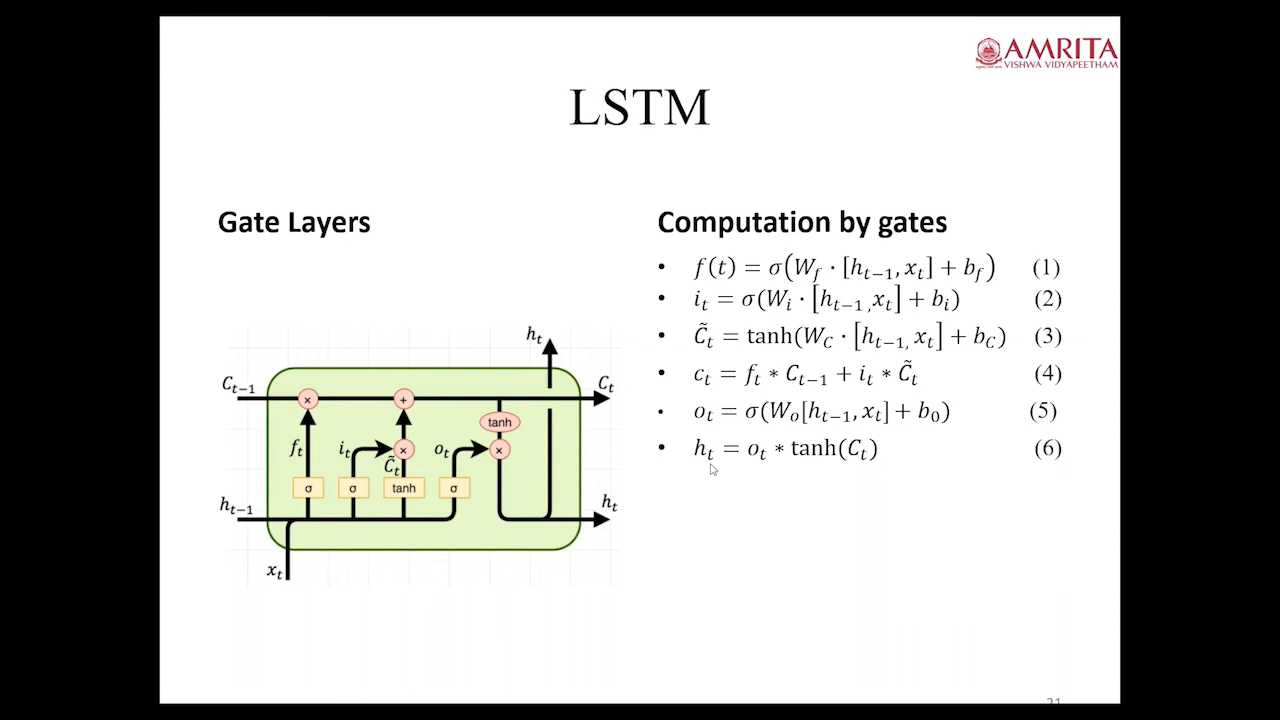 AMRITA
VISHWA VIDYAPEETHAM
LSTM
Gate Layers
Computation by gates
• f(t) = σ(W_f · [h_{t−1}, x_t] + b_f) (1)
• i_t = σ(W_i · [h_{t−1}, x_t] + b_i) (2)
• C̃_t = tanh(W_C · [h_{t−1}, x_t] + b_C) (3)
• c_t = f_t * C_{t−1} + i_t * C̃_t (4)
• o_t = σ(W_o[h_{t−1}, x_t] + b_0) (5)
• h_t = o_t * tanh(C_t) (6)
h_t
C_{t−1}
× +
C_t
tanh
f_t i_t × o_t ×
C̃_t
σ σ tanh σ
h_{t−1}
h_t
x_t
21